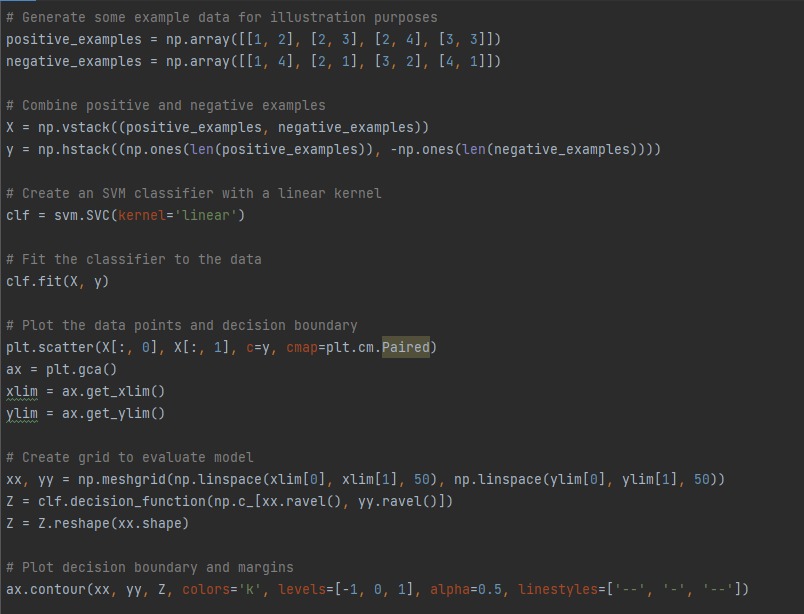 # Generate some example data for illustration purposes
positive_examples = np.array([[1, 2], [2, 3], [2, 4], [3, 3]])
negative_examples = np.array([[1, 4], [2, 1], [3, 2], [4, 1]])
# Combine positive and negative examples
X = np.vstack((positive_examples, negative_examples))
y = np.hstack((np.ones(len(positive_examples)), -np.ones(len(negative_examples))))
# Create an SVM classifier with a linear kernel
clf = svm.SVC(kernel='linear')
# Fit the classifier to the data
clf.fit(X, y)
# Plot the data points and decision boundary
plt.scatter(X[:, 0], X[:, 1], c=y, cmap=plt.cm.Paired)
ax = plt.gca()
xlim = ax.get_xlim()
ylim = ax.get_ylim()
# Create grid to evaluate model
xx, yy = np.meshgrid(np.linspace(xlim[0], xlim[1], 50), np.linspace(ylim[0], ylim[1], 50))
Z = clf.decision_function(np.c_[xx.ravel(), yy.ravel()])
Z = Z.reshape(xx.shape)
# Plot decision boundary and margins
ax.contour(xx, yy, Z, colors='k', levels=[-1, 0, 1], alpha=0.5, linestyles=['--', '-', '--'])